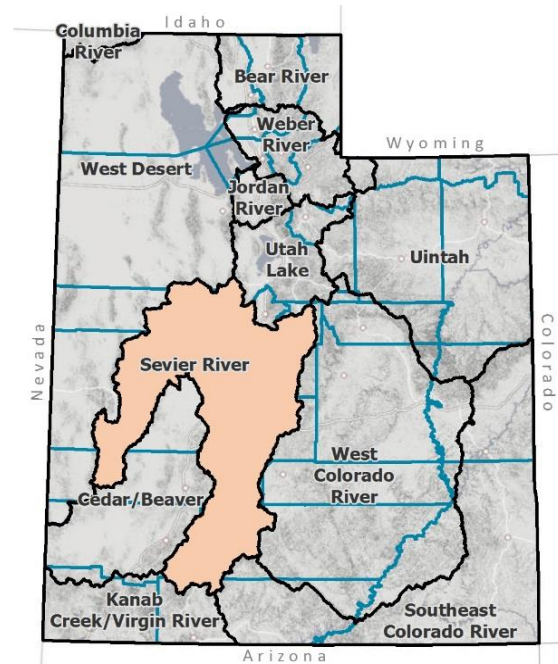 Idaho
Columbia
River
Bear River
Weber
River
Wyoming
West Desert
Jordan
River
Utah
Lake
Uintah
Nevada
Colorado
Sevier River
West
Colorado
River
Cedar/Beaver
Kanab
Creek/Virgin River
Southeast
Colorado River
Arizona